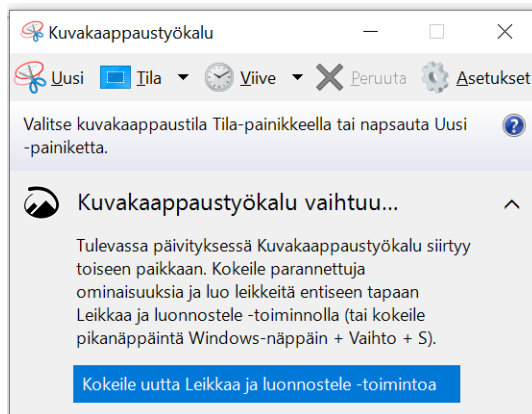 Kuvakaappaustyökalu
Uusi Tila Viive Peruuta Asetukset
Valitse kuvakaappaustila Tila-painikkeella tai napsauta Uusi
-painiketta.
Kuvakaappaustyökalu vaihtuu...
Tulevassa päivityksessä Kuvakaappaustyökalu siirtyy
toiseen paikkaan. Kokeile parannettuja
ominaisuuksia ja luo leikkeitä entiseen tapaan
Leikkaa ja luonnostele -toiminnolla (tai kokeile
pikanäppäintä Windows-näppäin + Vaihto + S).
Kokeile uutta Leikkaa ja luonnostele -toimintoa